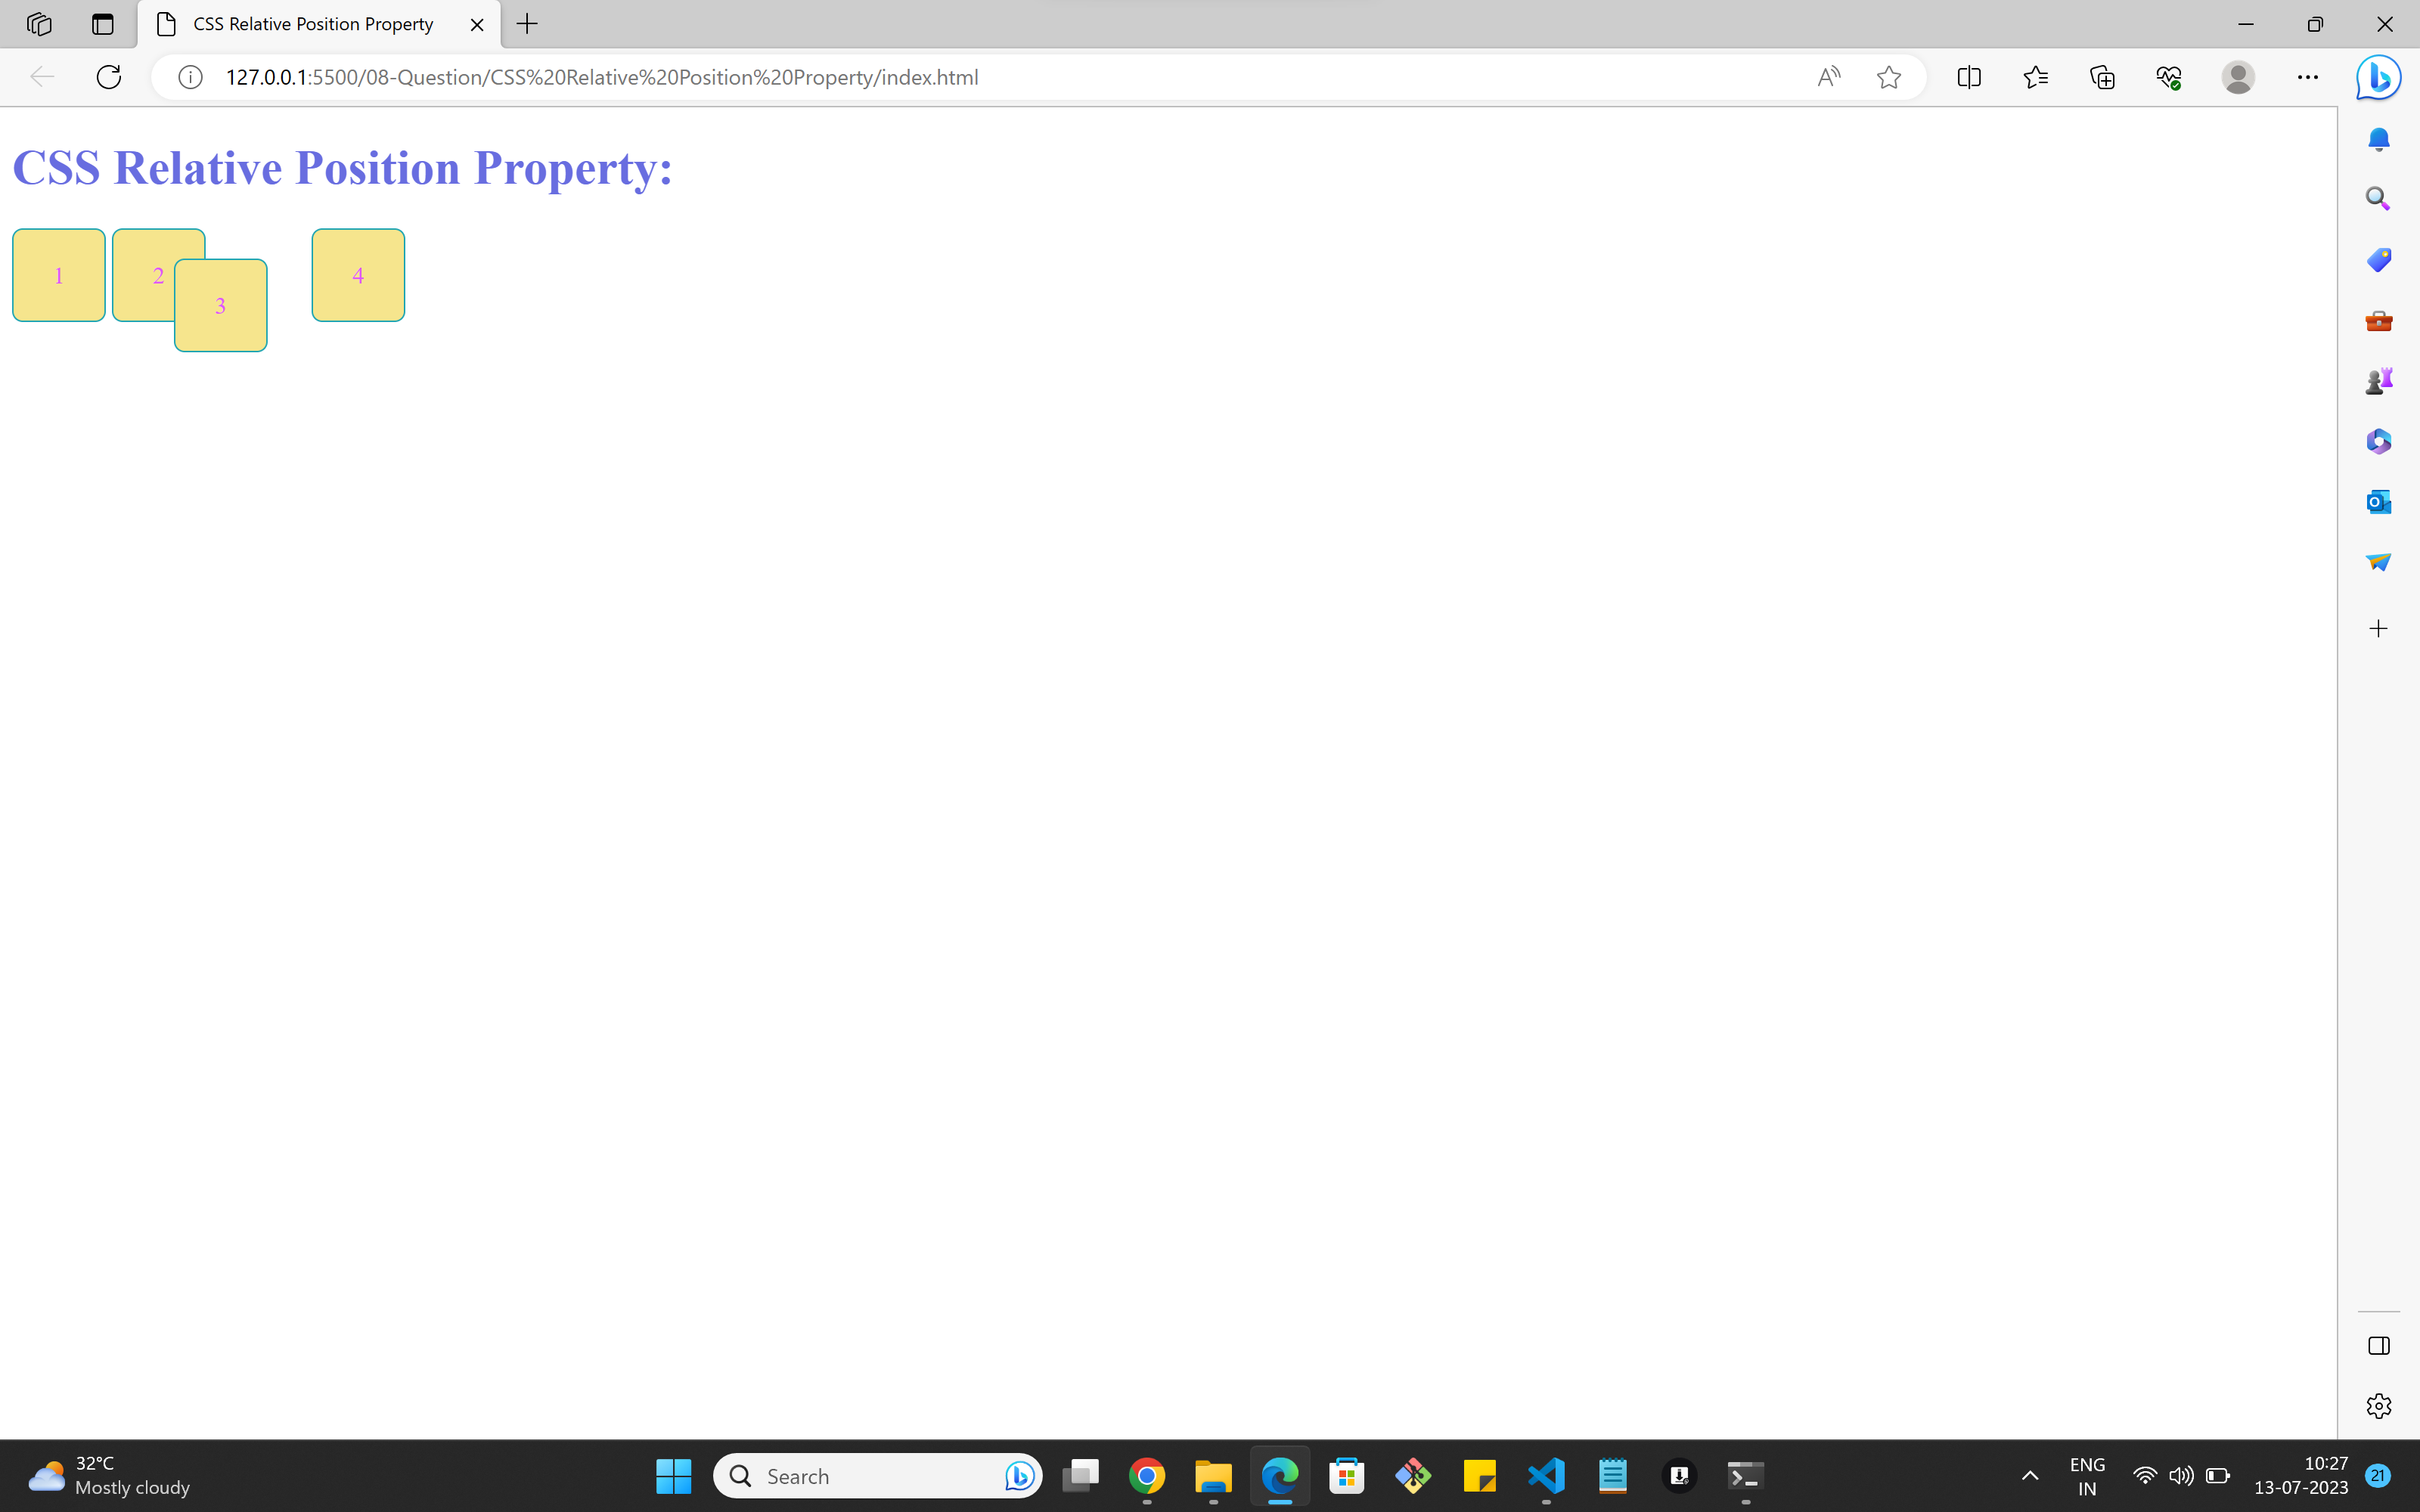 CSS Relative Position Property
127.0.0.1:5500/08-Question/CSS%20Relative%20Position%20Property/index.html
CSS Relative Position Property:
1
2
3
4
32°C
Mostly cloudy
Search
ENG
IN
10:27
13-07-2023
21